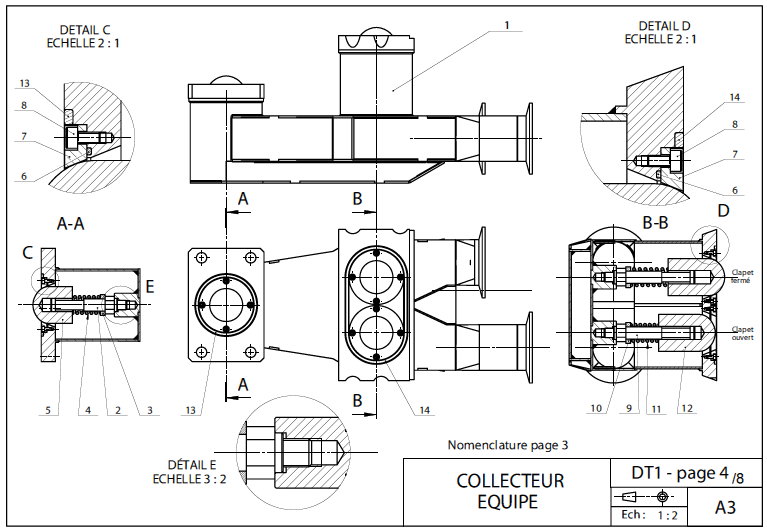 DETAIL C
ECHELLE 2 : 1
1
DETAIL D
ECHELLE 2 : 1
13
8
7
6
14
8
7
6
A
B
A-A
B-B
D
C
E
Clapet
fermé
Clapet
ouvert
A
B
5
4
2
3
13
14
10
9
11
12
DÉTAIL E
ECHELLE 3 : 2
Nomenclature page 3
COLLECTEUR
EQUIPE
DT1 - page 4 /8
Ech : 1 : 2
A3